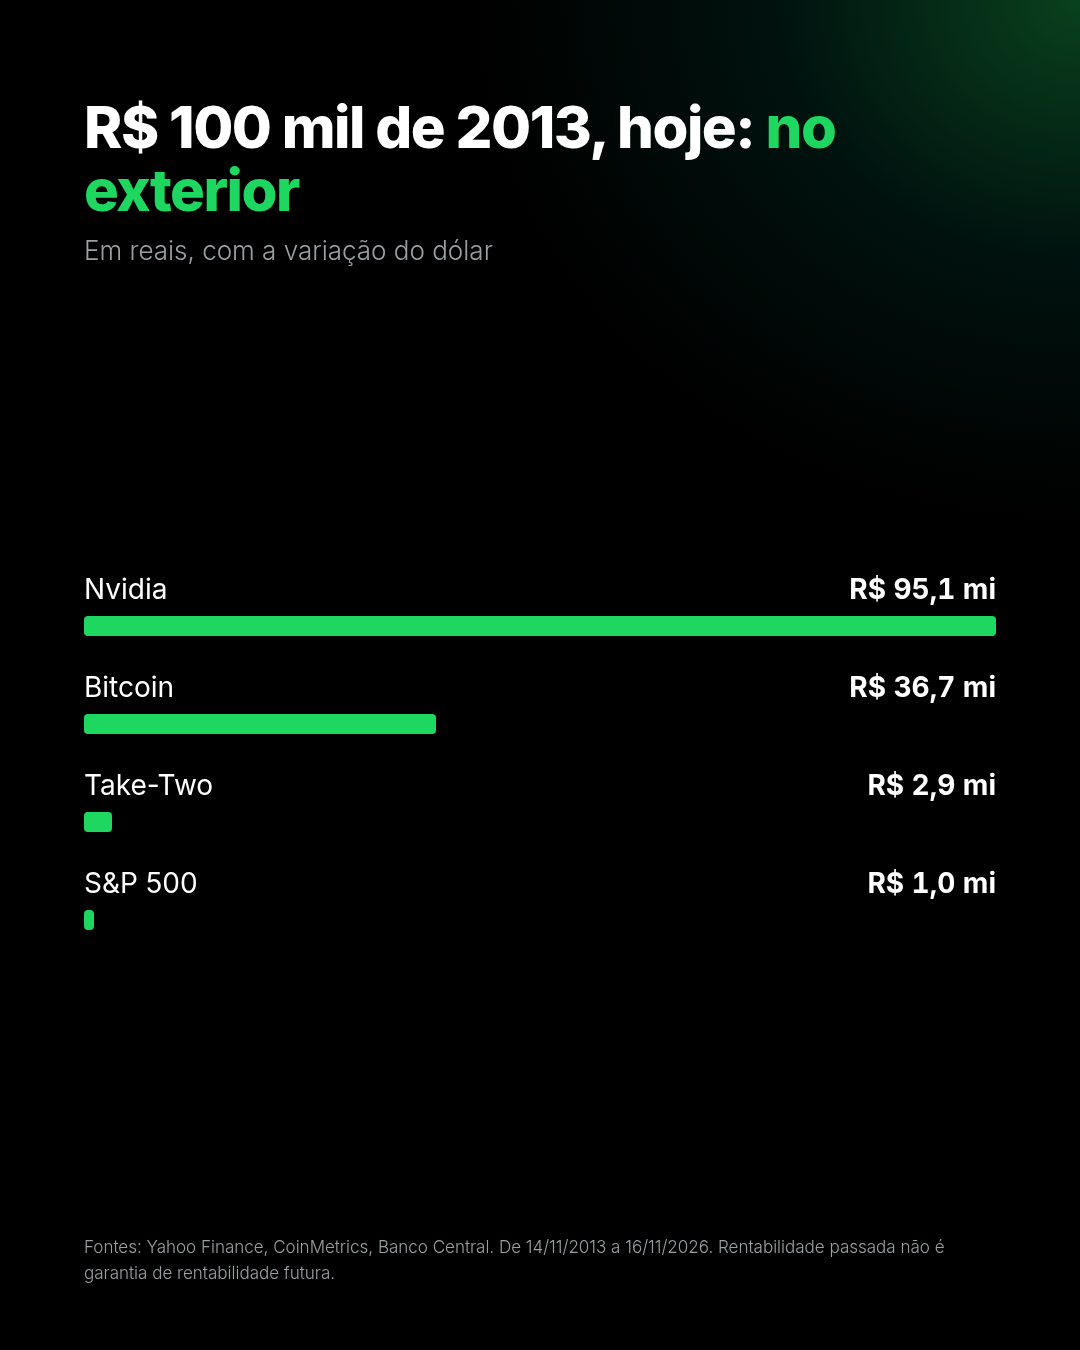 R$ 100 mil de 2013, hoje: no
exterior
Em reais, com a variação do dólar
Nvidia R$ 95,1 mi
Bitcoin R$ 36,7 mi
Take-Two R$ 2,9 mi
S&P 500 R$ 1,0 mi
Fontes: Yahoo Finance, CoinMetrics, Banco Central. De 14/11/2013 a 16/11/2026. Rentabilidade passada não é
garantia de rentabilidade futura.